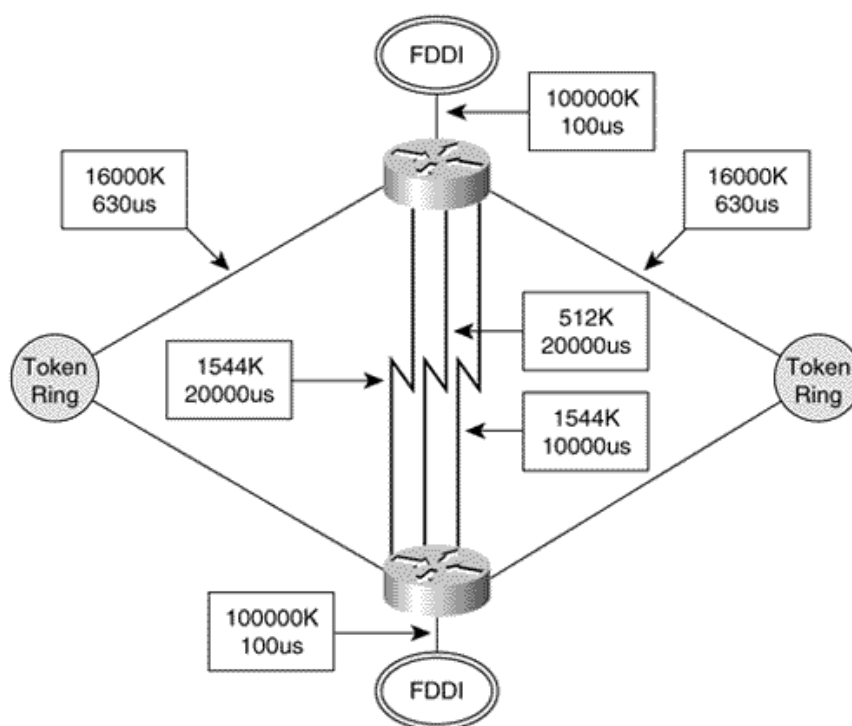 FDDI
100000K
100us
16000K
630us
16000K
630us
512K
20000us
Token
Ring
1544K
20000us
Token
Ring
1544K
10000us
100000K
100us
FDDI